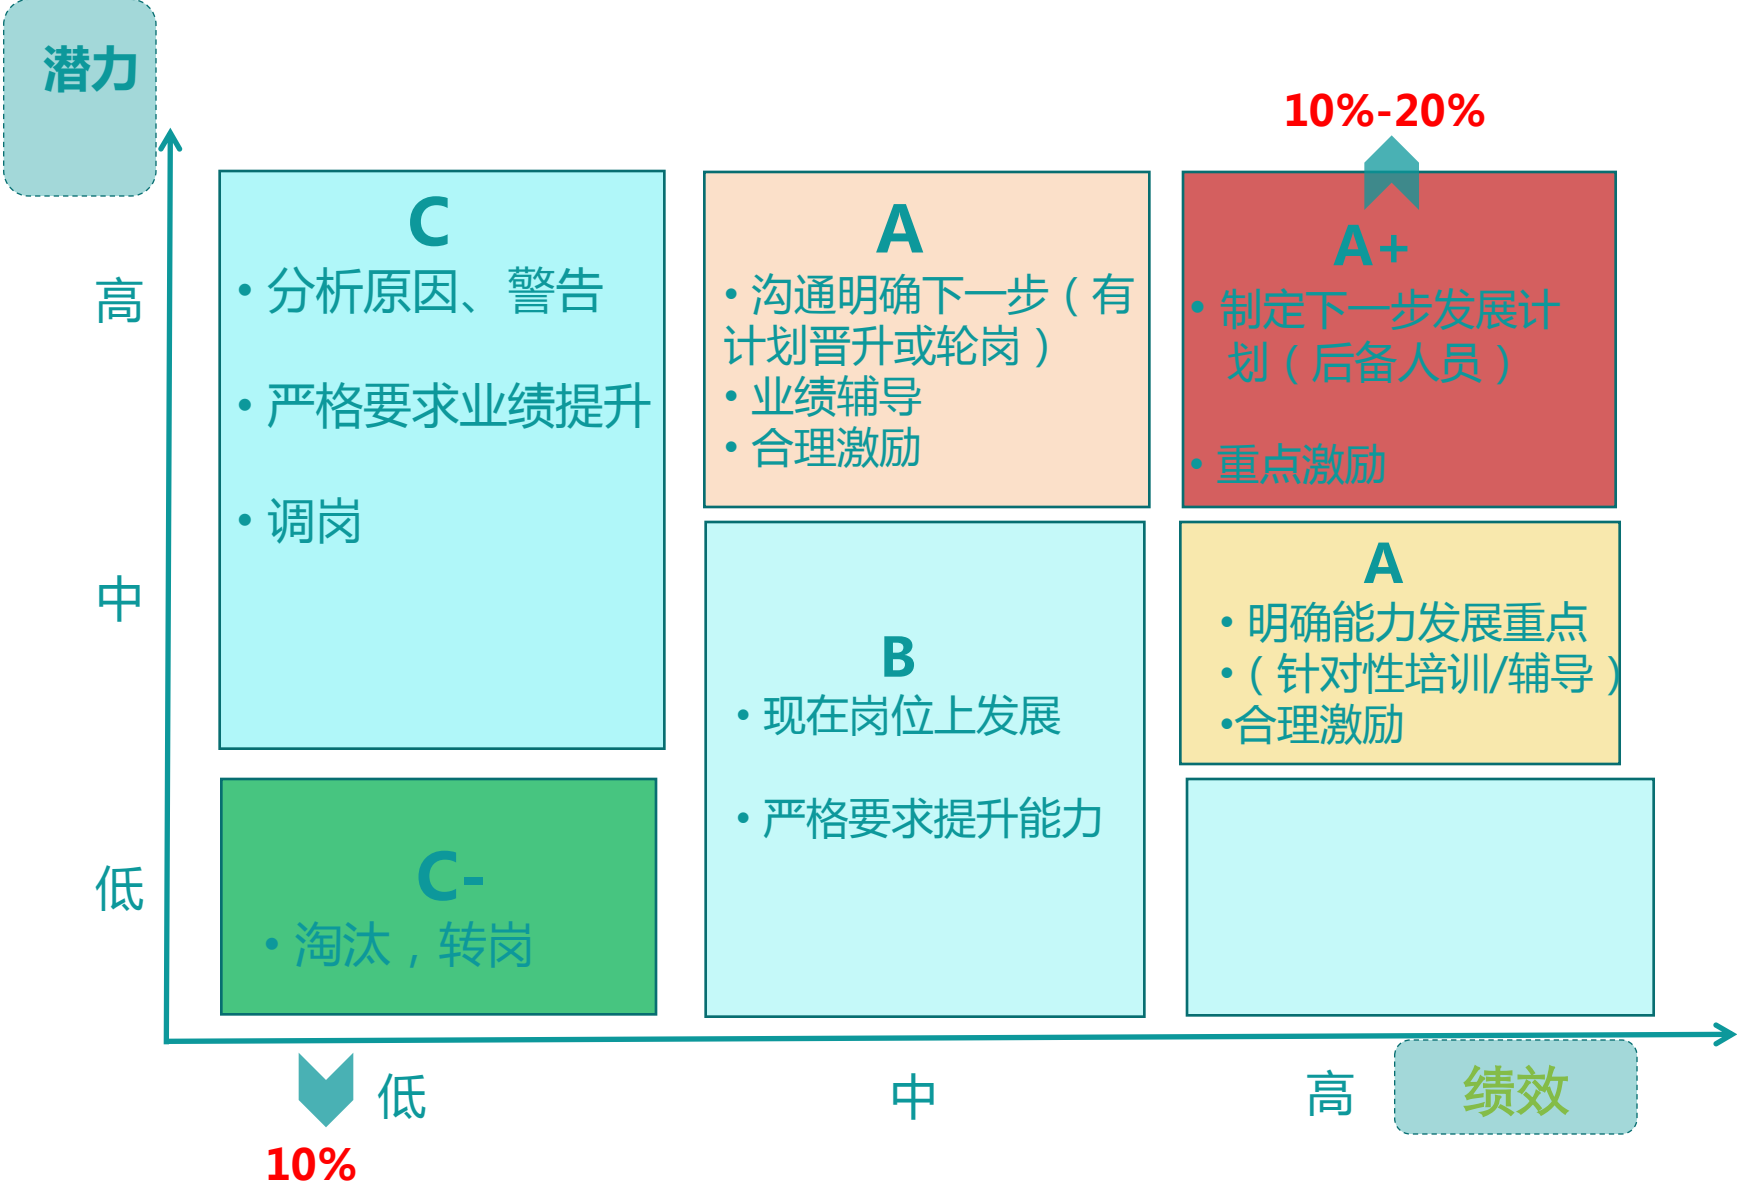 潜力
10%-20%
高
C
• 分析原因、警告
• 严格要求业绩提升
• 调岗
A
• 沟通明确下一步（有
计划晋升或轮岗）
• 业绩辅导
• 合理激励
A+
• 制定下一步发展计
划（后备人员）
• 重点激励
中
B
• 现在岗位上发展
• 严格要求提升能力
A
• 明确能力发展重点
•（针对性培训/辅导）
•合理激励
低
C-
• 淘汰，转岗
低
中
高
绩效
10%